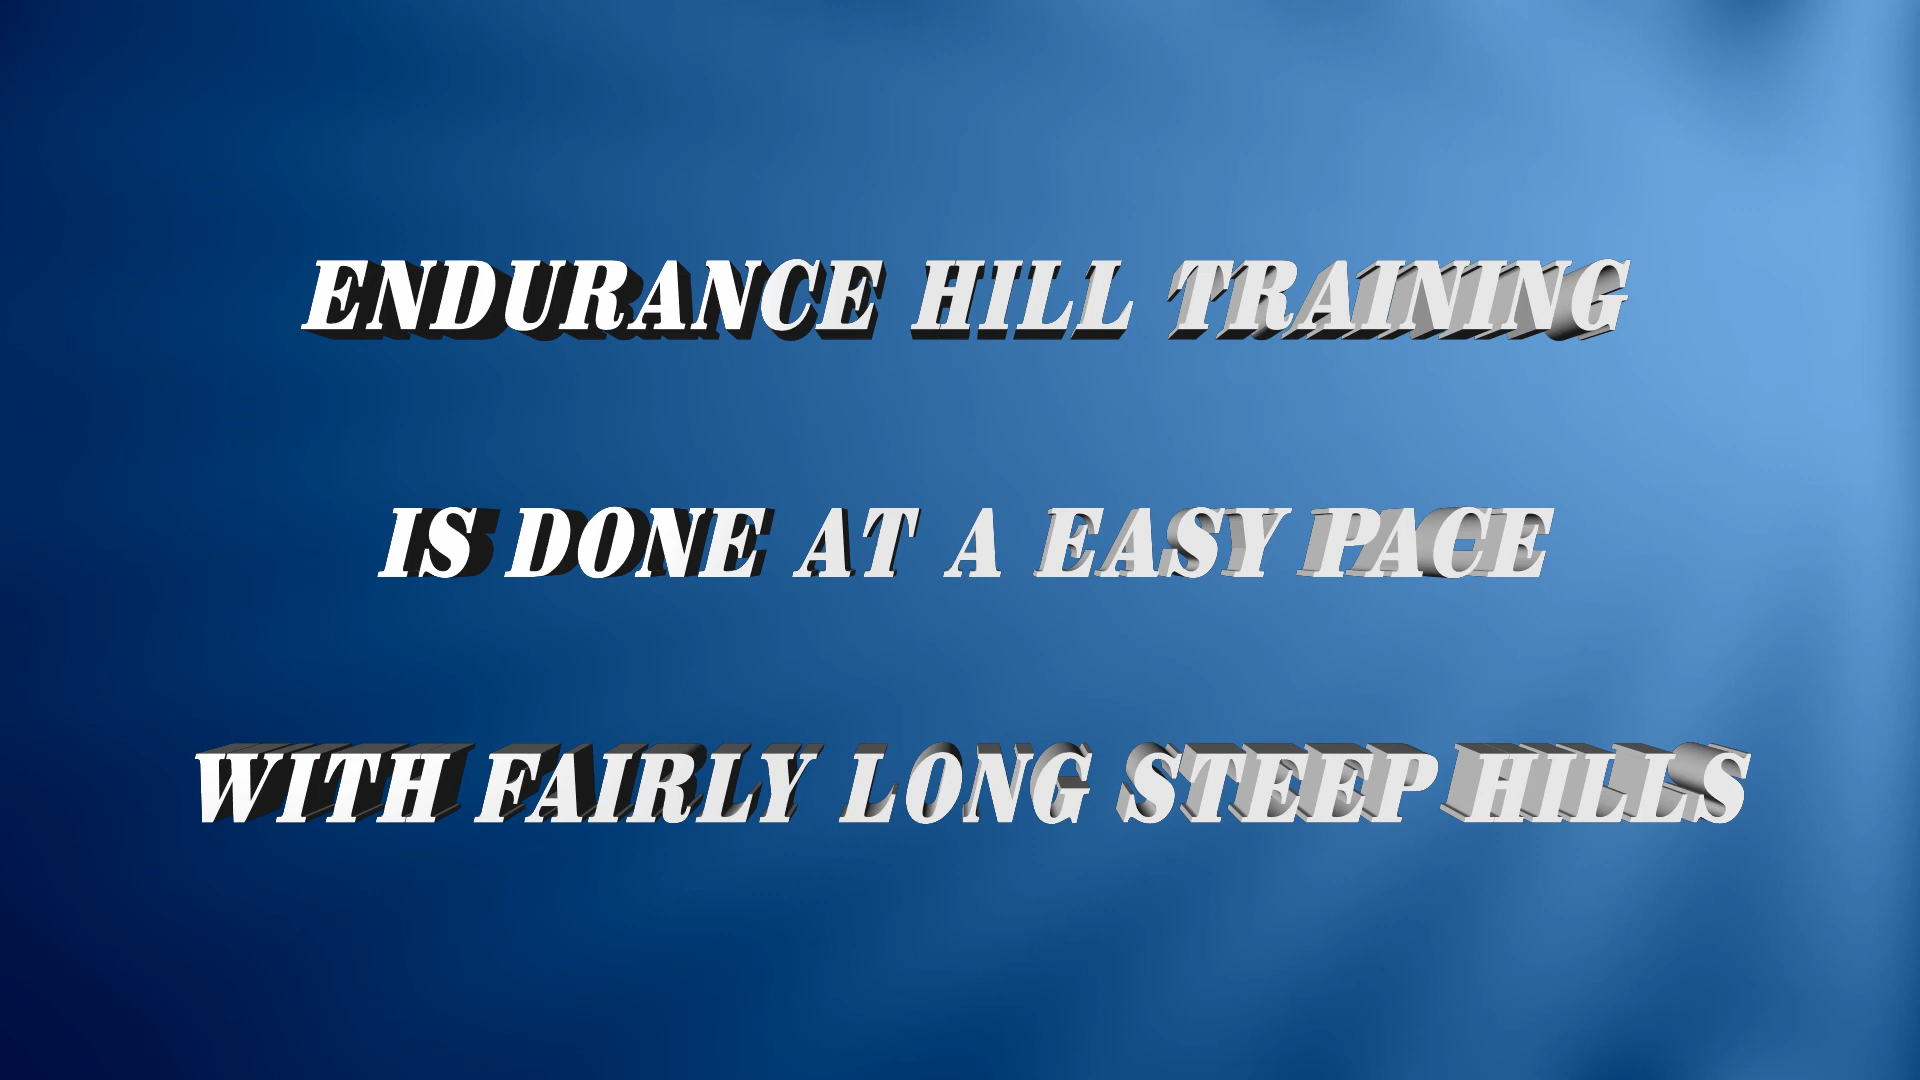 ENDURANCE HILL TRAINING
IS DONE AT A EASY PACE
WITH FAIRLY LONG STEEP HILLS